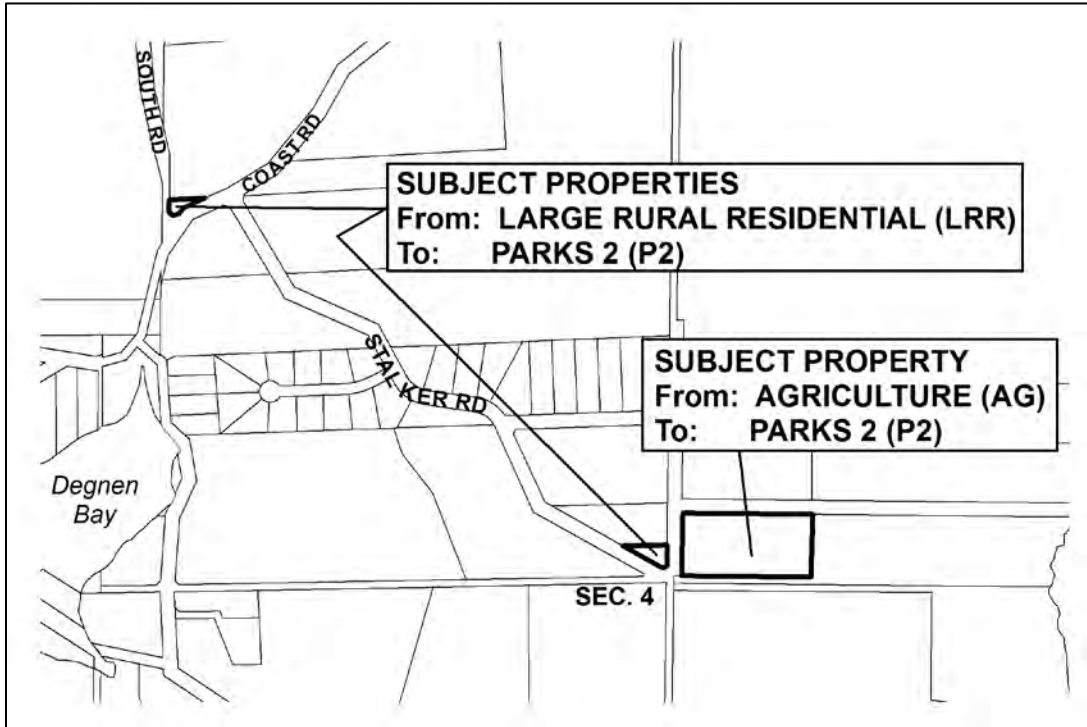 SOUTH RD
COAST RD
SUBJECT PROPERTIES
From: LARGE RURAL RESIDENTIAL (LRR)
To: PARKS 2 (P2)
STALKER RD
SUBJECT PROPERTY
From: AGRICULTURE (AG)
To: PARKS 2 (P2)
Degnen
Bay
SEC. 4